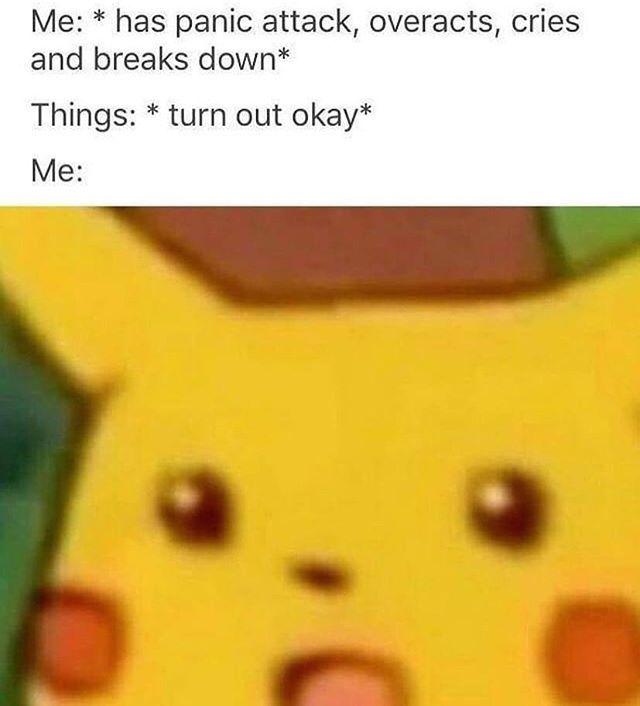 Me: * has panic attack, overacts, cries
and breaks down*
Things: * turn out okay*
Me: